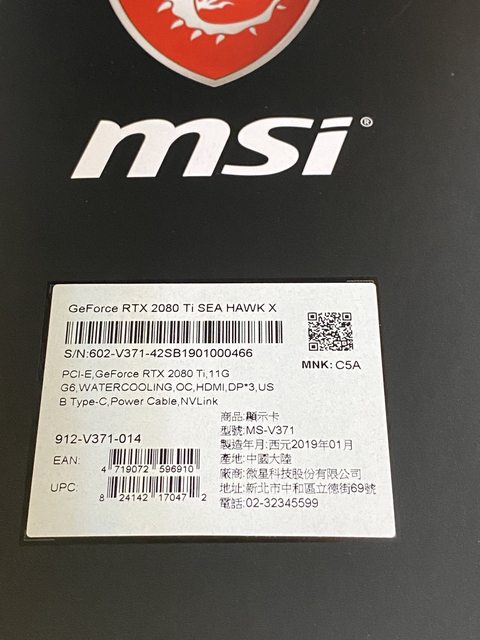 msi®
GeForce RTX 2080 Ti SEA HAWK X
S/N:602-V371-42SB1901000466
MNK: C5A
PCI-E,GeForce RTX 2080 Ti,11G
G6,WATERCOOLING,OC,HDMI,DP*3,US
B Type-C,Power Cable,NVLink
商品:顯示卡
912-V371-014
型號:MS-V371
製造年月:西元2019年01月
EAN:
4 719072 596910
產地:中國大陸
廠商:微星科技股份有限公司
UPC:
8 24142 17047 2
地址:新北市中和區立德街69號
電話:02-32345599